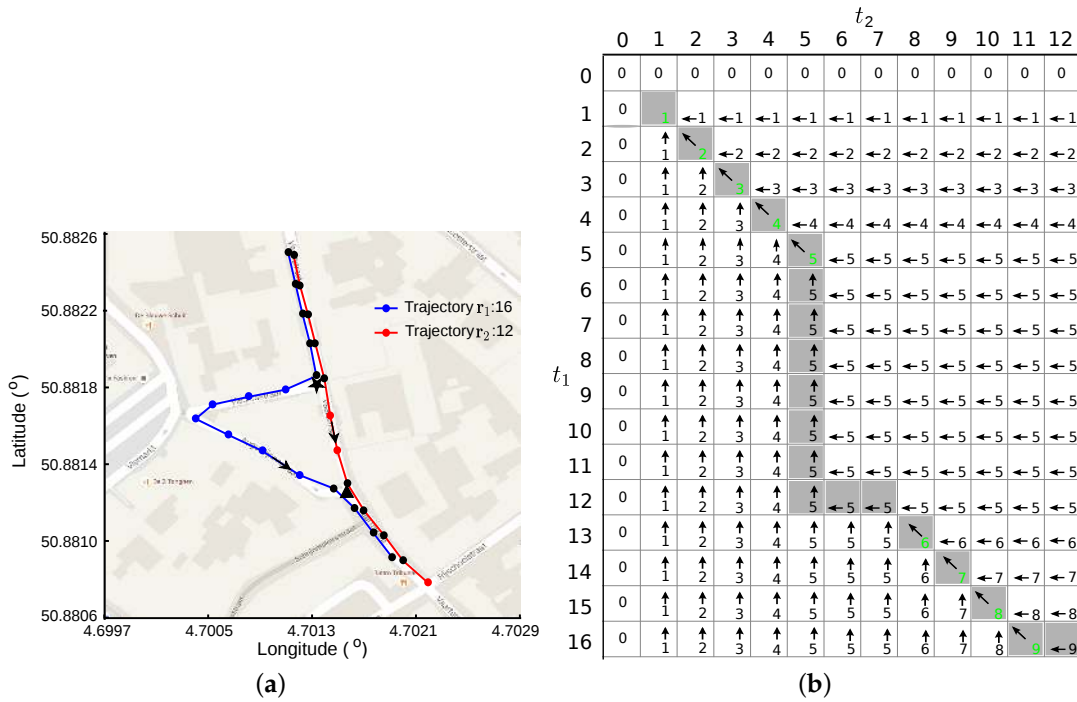 50.8826
50.8822
50.8818
50.8814
50.8810
50.8806
Latitude (°)
4.6997 4.7005 4.7013 4.7021 4.7029
Longitude (°)
Trajectory r₁:16
Trajectory r₂:12
(a)
t₂
0 1 2 3 4 5 6 7 8 9 10 11 12
t₁
0 0 0 0 0 0 0 0 0 0 0 0 0 0
1 0 1 ←1 ←1 ←1 ←1 ←1 ←1 ←1 ←1 ←1 ←1 ←1
2 0 ↑1 ↖2 ←2 ←2 ←2 ←2 ←2 ←2 ←2 ←2 ←2 ←2
3 0 ↑1 ↑2 ↖3 ←3 ←3 ←3 ←3 ←3 ←3 ←3 ←3 ←3
4 0 ↑1 ↑2 ↑3 ↖4 ←4 ←4 ←4 ←4 ←4 ←4 ←4 ←4
5 0 ↑1 ↑2 ↑3 ↑4 ↖5 ←5 ←5 ←5 ←5 ←5 ←5 ←5
6 0 ↑1 ↑2 ↑3 ↑4 ↑5 ←5 ←5 ←5 ←5 ←5 ←5 ←5
7 0 ↑1 ↑2 ↑3 ↑4 ↑5 ←5 ←5 ←5 ←5 ←5 ←5 ←5
8 0 ↑1 ↑2 ↑3 ↑4 ↑5 ←5 ←5 ←5 ←5 ←5 ←5 ←5
9 0 ↑1 ↑2 ↑3 ↑4 ↑5 ←5 ←5 ←5 ←5 ←5 ←5 ←5
10 0 ↑1 ↑2 ↑3 ↑4 ↑5 ←5 ←5 ←5 ←5 ←5 ←5 ←5
11 0 ↑1 ↑2 ↑3 ↑4 ↑5 ←5 ←5 ←5 ←5 ←5 ←5 ←5
12 0 ↑1 ↑2 ↑3 ↑4 ↑5 ←5 ←5 ←5 ←5 ←5 ←5 ←5
13 0 ↑1 ↑2 ↑3 ↑4 ↑5 ↑5 ↑5 ↖6 ←6 ←6 ←6 ←6
14 0 ↑1 ↑2 ↑3 ↑4 ↑5 ↑5 ↑5 ↑6 ↖7 ←7 ←7 ←7
15 0 ↑1 ↑2 ↑3 ↑4 ↑5 ↑5 ↑5 ↑6 ↑7 ↖8 ←8 ←8
16 0 ↑1 ↑2 ↑3 ↑4 ↑5 ↑5 ↑5 ↑6 ↑7 ↑8 ↖9 ←9
(b)